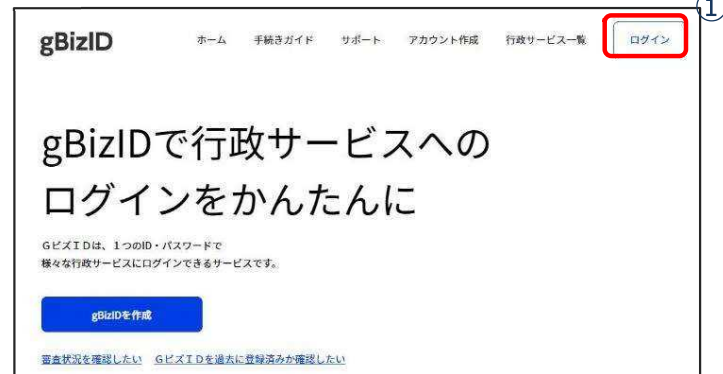 ①
gBizID ホーム 手続きガイド サポート アカウント作成 行政サービス一覧 ログイン
gBizIDで行政サービスへの
ログインをかんたんに
GビズIDは、1つのID・パスワードで
様々な行政サービスにログインできるサービスです。
gBizIDを作成
審査状況を確認したい GビズIDを過去に登録済みか確認したい